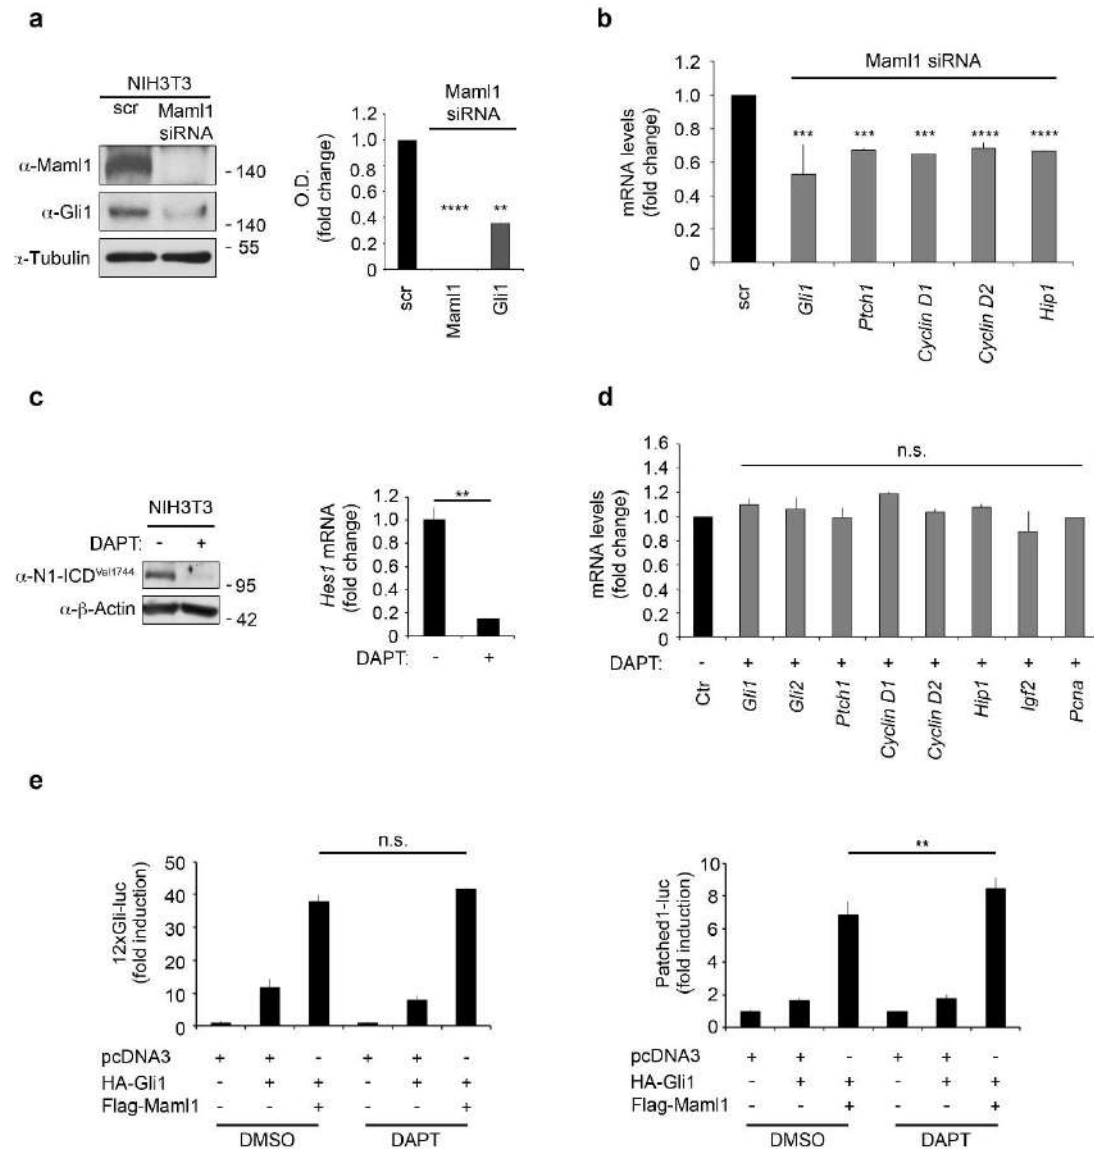 a
NIH3T3
scr Maml1 siRNA
α-Maml1 - 140
α-Gli1 - 140
α-Tubulin - 55
Maml1
siRNA
O.D.
(fold change)
1.2
1.0
0.8
0.6
0.4
0.2
0
**** **
scr Maml1 Gli1
b
Maml1 siRNA
mRNA levels
(fold change)
1.2
1.0
0.8
0.6
0.4
0.2
0
*** *** *** **** ****
scr Gli1 Ptch1 Cyclin D1 Cyclin D2 Hip1
c
NIH3T3
DAPT: - +
α-N1-ICD^Val1744 - 95
α-β-Actin - 42
Hes1 mRNA
(fold change)
1.2
1.0
0.8
0.6
0.4
0.2
0
**
DAPT: - +
d
n.s.
mRNA levels
(fold change)
1.6
1.4
1.2
1.0
0.8
0.6
0.4
0.2
0
DAPT: - + + + + + + + +
Ctr Gli1 Gli2 Ptch1 Cyclin D1 Cyclin D2 Hip1 Igf2 Pcna
e
n.s.
12xGli-luc
(fold induction)
50
40
30
20
10
0
pcDNA3 + + - + + -
HA-Gli1 - + + - + +
Flag-Maml1 - - + - - +
DMSO DAPT
**
Patched1-luc
(fold induction)
10
8
6
4
2
0
pcDNA3 + + - + + -
HA-Gli1 - + + - + +
Flag-Maml1 - - + - - +
DMSO DAPT